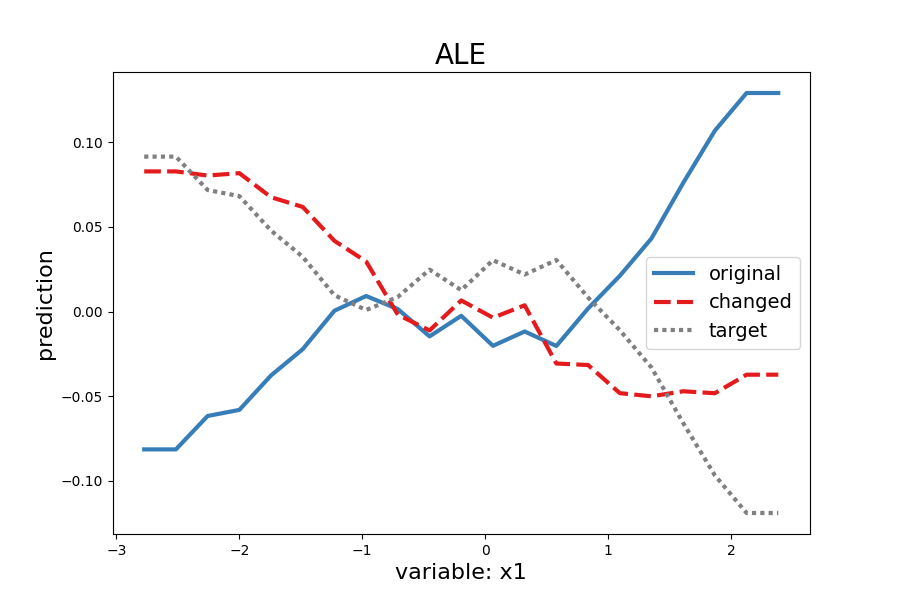 ALE
prediction
0.10
0.05
0.00
−0.05
−0.10
original
changed
target
−3
−2
−1
0
1
2
variable: x1